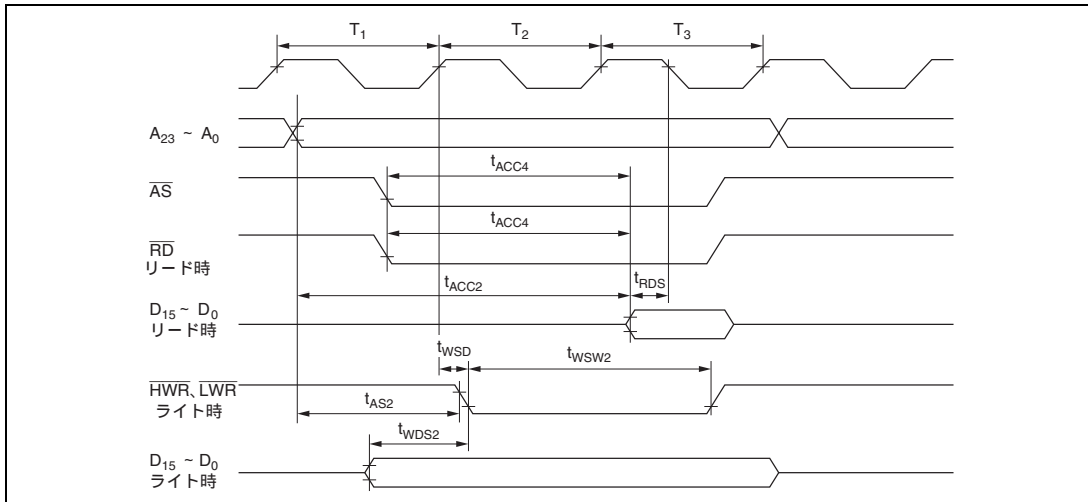 T1 T2 T3
A23 ~ A0
tACC4
AS
tACC4
RD
リード時
tACC2 tRDS
D15 ~ D0
リード時
tWSD tWSW2
HWR、LWR
ライト時
tAS2
tWDS2
D15 ~ D0
ライト時